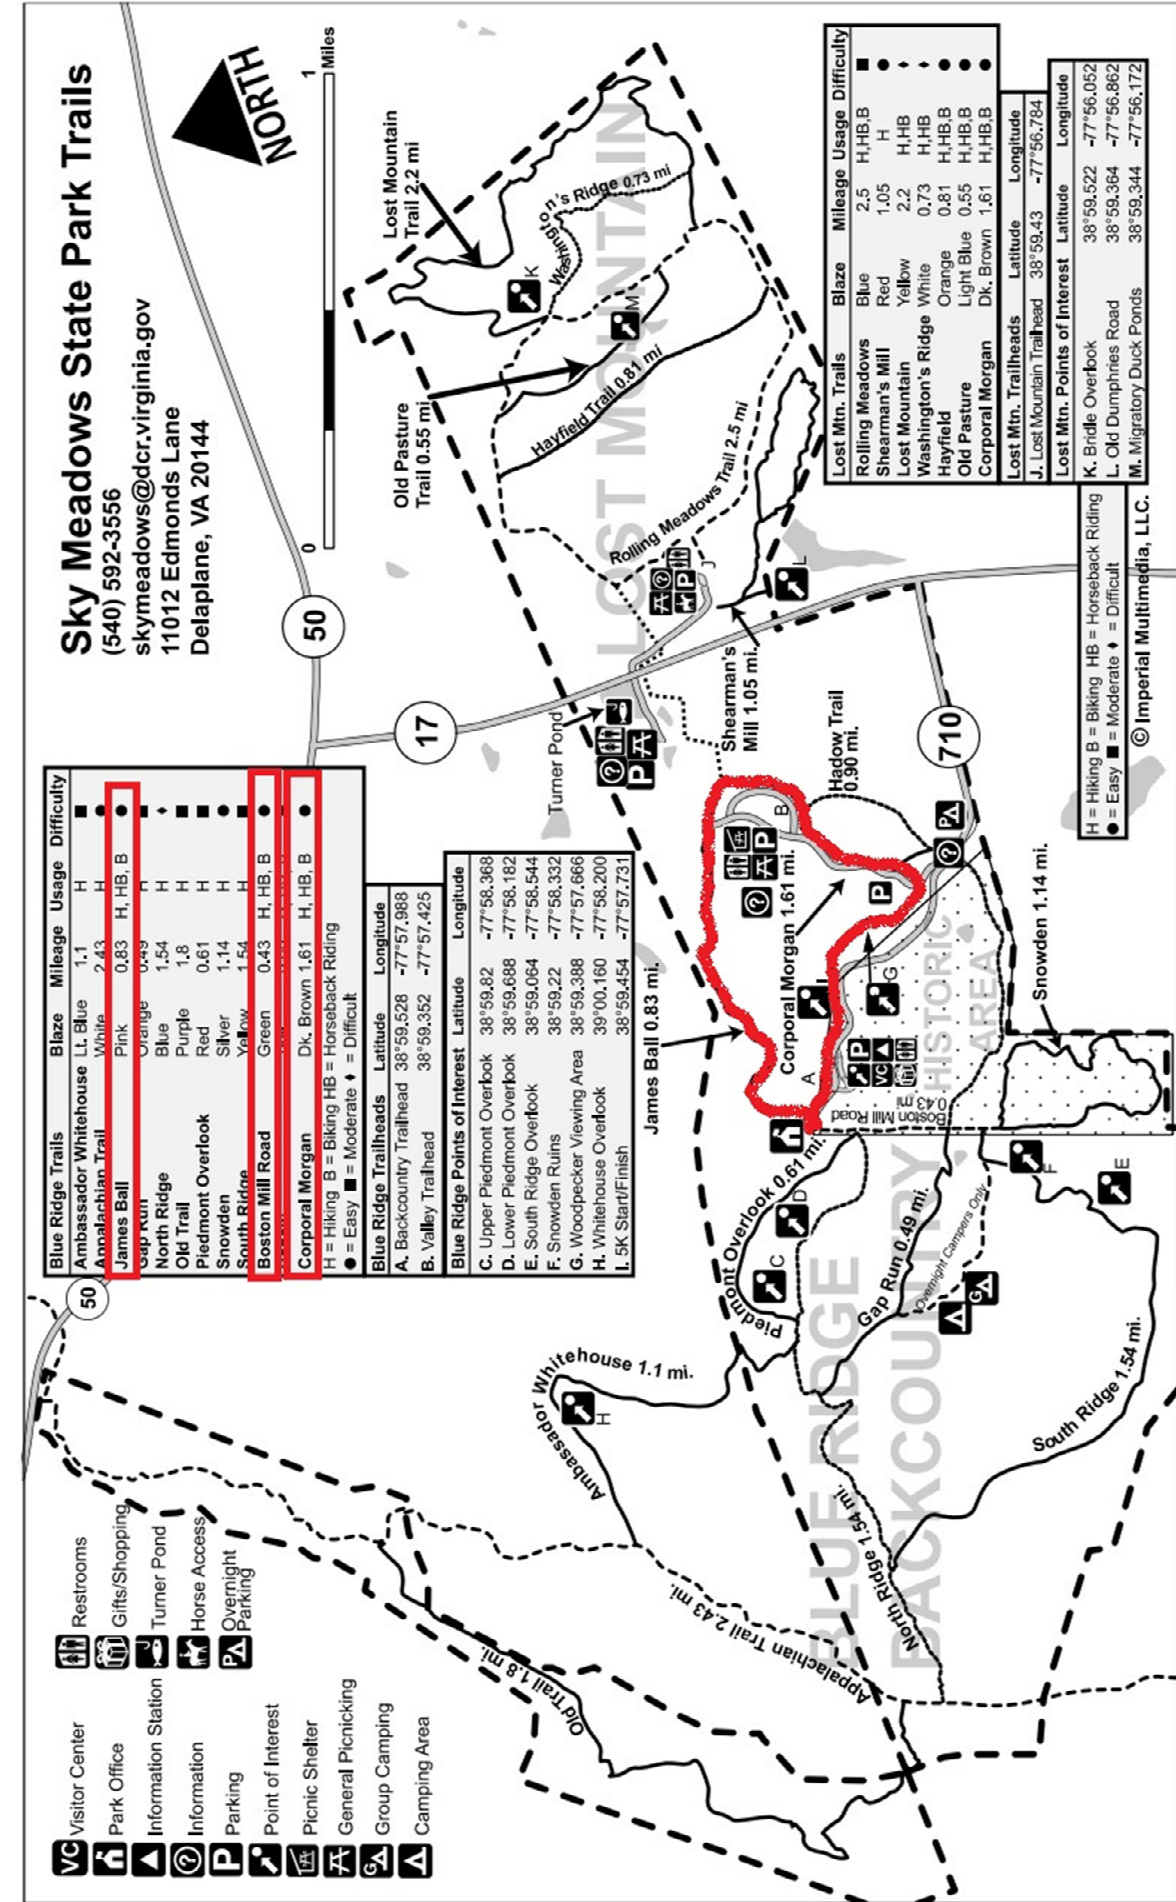 Sky Meadows State Park Trails
(540) 592-3556
skymeadows@dcr.virginia.gov
11012 Edmonds Lane
Delaplane, VA 20144
NORTH
0 1 Miles
50
17
710
50
VC Visitor Center
Park Office
Information Station
? Information
P Parking
Point of Interest
Picnic Shelter
General Picnicking
G Group Camping
Camping Area
Restrooms
Gifts/Shopping
Turner Pond
Horse Access
P Overnight
Parking
Blue Ridge Trails Blaze Mileage Usage Difficulty
Ambassador Whitehouse Lt. Blue 1.1 H ■
Appalachian Trail White 2.43 H ●
James Ball Pink 0.83 H, HB, B ●
Gap Run Orange 0.49 H ■
North Ridge Blue 1.54 H ♦
Old Trail Purple 1.8 H ■
Piedmont Overlook Red 0.61 H ■
Snowden Silver 1.14 H ●
South Ridge Yellow 1.54 H ■
Boston Mill Road Green 0.43 H, HB, B ●
Corporal Morgan Dk. Brown 1.61 H, HB, B ●
H = Hiking B = Biking HB = Horseback Riding
● = Easy ■ = Moderate ♦ = Difficult
Blue Ridge Trailheads Latitude Longitude
A. Backcountry Trailhead 38°59.528 -77°57.988
B. Valley Trailhead 38°59.352 -77°57.425
Blue Ridge Points of Interest Latitude Longitude
C. Upper Piedmont Overlook 38°59.82 -77°58.368
D. Lower Piedmont Overlook 38°59.688 -77°58.182
E. South Ridge Overlook 38°59.064 -77°58.544
F. Snowden Ruins 38°59.22 -77°58.332
G. Woodpecker Viewing Area 38°59.388 -77°57.666
H. Whitehouse Overlook 39°00.160 -77°58.200
I. 5K Start/Finish 38°59.454 -77°57.731
Lost Mountain
Trail 2.2 mi
Washington's Ridge 0.73 mi
K
M
Old Pasture
Trail 0.55 mi
Hayfield Trail 0.81 mi
LOST MOUNTAIN
Rolling Meadows Trail 2.5 mi
J
L
Shearman's
Mill 1.05 mi.
Turner Pond
Hadow Trail
0.90 mi.
B
Corporal Morgan 1.61 mi.
James Ball 0.83 mi.
A
G
HISTORIC
AREA
Boston Mill Road
0.43 mi
Snowden 1.14 mi.
Piedmont Overlook 0.61 mi.
Piedmont
D
C
Gap Run 0.49 mi.
Overnight Campers Only
F
E
South Ridge 1.54 mi.
Ambassador Whitehouse 1.1 mi.
H
BLUE RIDGE
BACKCOUNTRY
North Ridge 1.54 mi.
Appalachian Trail 2.43 mi.
Old Trail 1.8 mi.
Lost Mtn. Trails Blaze Mileage Usage Difficulty
Rolling Meadows Blue 2.5 H,HB,B ■
Shearman's Mill Red 1.05 H ●
Lost Mountain Yellow 2.2 H,HB ♦
Washington's Ridge White 0.73 H,HB ♦
Hayfield Orange 0.81 H,HB,B ●
Old Pasture Light Blue 0.55 H,HB,B ●
Corporal Morgan Dk. Brown 1.61 H,HB,B ●
Lost Mtn. Trailheads Latitude Longitude
J. Lost Mountain Trailhead 38°59.43 -77°56.784
Lost Mtn. Points of Interest Latitude Longitude
K. Bridle Overlook 38°59.522 -77°56.052
L. Old Dumphries Road 38°59.364 -77°56.862
M. Migratory Duck Ponds 38°59.344 -77°56.172
H = Hiking B = Biking HB = Horseback Riding
● = Easy ■ = Moderate ♦ = Difficult
© Imperial Multimedia, LLC.